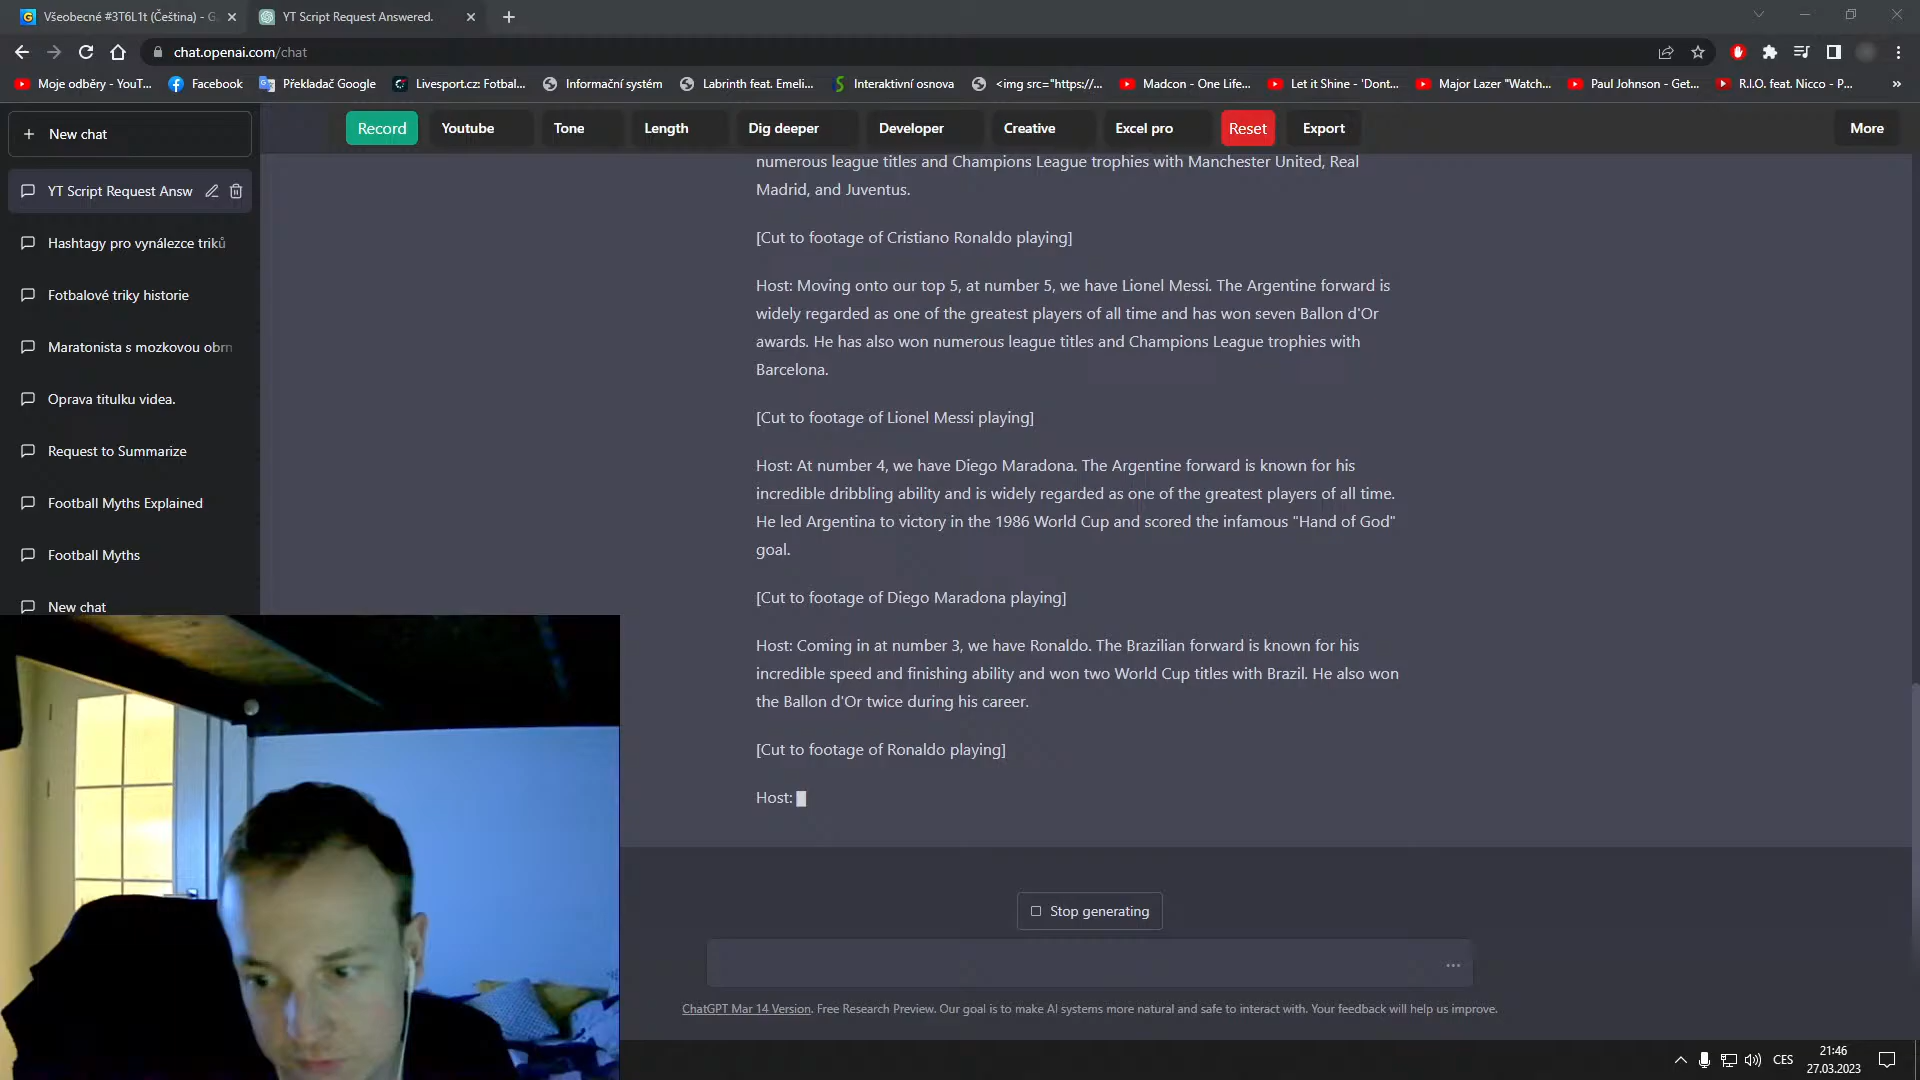 Všeobecné #3T6L1t (Čeština) - G
YT Script Request Answered.
chat.openai.com/chat
Moje odběry - YouT...
Facebook
Překladač Google
Livesport.cz: Fotbal...
Informační systém
Labrinth feat. Emeli...
Interaktivní osnova
<img src="https://...
Madcon - One Life...
Let it Shine - 'Dont...
Major Lazer "Watch...
Paul Johnson - Get...
R.I.O. feat. Nicco - P...
»
+ New chat
Record
Youtube
Tone
Length
Dig deeper
Developer
Creative
Excel pro
Reset
Export
More
YT Script Request Answ
Hashtagy pro vynálezce triků
Fotbalové triky historie
Maratonista s mozkovou obrn
Oprava titulku videa.
Request to Summarize
Football Myths Explained
Football Myths
New chat
numerous league titles and Champions League trophies with Manchester United, Real
Madrid, and Juventus.
[Cut to footage of Cristiano Ronaldo playing]
Host: Moving onto our top 5, at number 5, we have Lionel Messi. The Argentine forward is
widely regarded as one of the greatest players of all time and has won seven Ballon d'Or
awards. He has also won numerous league titles and Champions League trophies with
Barcelona.
[Cut to footage of Lionel Messi playing]
Host: At number 4, we have Diego Maradona. The Argentine forward is known for his
incredible dribbling ability and is widely regarded as one of the greatest players of all time.
He led Argentina to victory in the 1986 World Cup and scored the infamous "Hand of God"
goal.
[Cut to footage of Diego Maradona playing]
Host: Coming in at number 3, we have Ronaldo. The Brazilian forward is known for his
incredible speed and finishing ability and won two World Cup titles with Brazil. He also won
the Ballon d'Or twice during his career.
[Cut to footage of Ronaldo playing]
Host:
Stop generating
...
ChatGPT Mar 14 Version. Free Research Preview. Our goal is to make AI systems more natural and safe to interact with. Your feedback will help us improve.
CES
21:46
27.03.2023